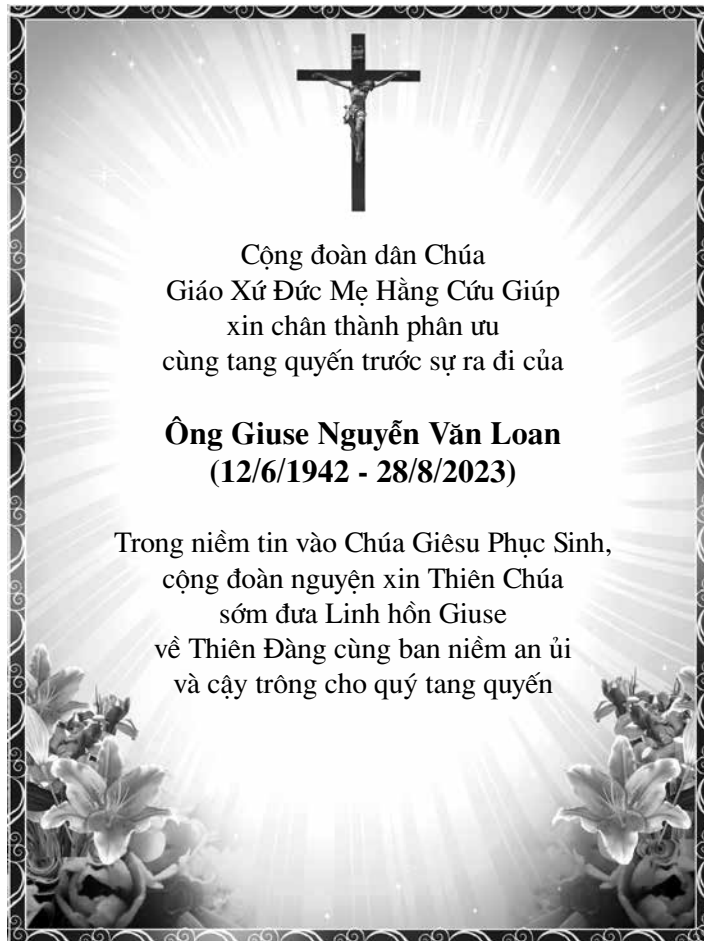 Cộng đoàn dân Chúa
Giáo Xứ Đức Mẹ Hằng Cứu Giúp
xin chân thành phân ưu
cùng tang quyến trước sự ra đi của
Ông Giuse Nguyễn Văn Loan
(12/6/1942 - 28/8/2023)
Trong niềm tin vào Chúa Giêsu Phục Sinh,
cộng đoàn nguyện xin Thiên Chúa
sớm đưa Linh hồn Giuse
về Thiên Đàng cùng ban niềm an ủi
và cậy trông cho quý tang quyến